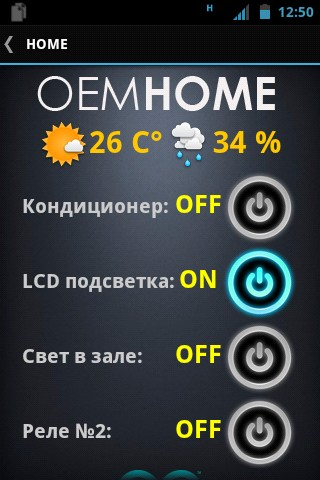 H 12:50
HOME
OEMHOME
26 C° 34 %
Кондиционер: OFF
LCD подсветка: ON
Свет в зале: OFF
Реле №2: OFF